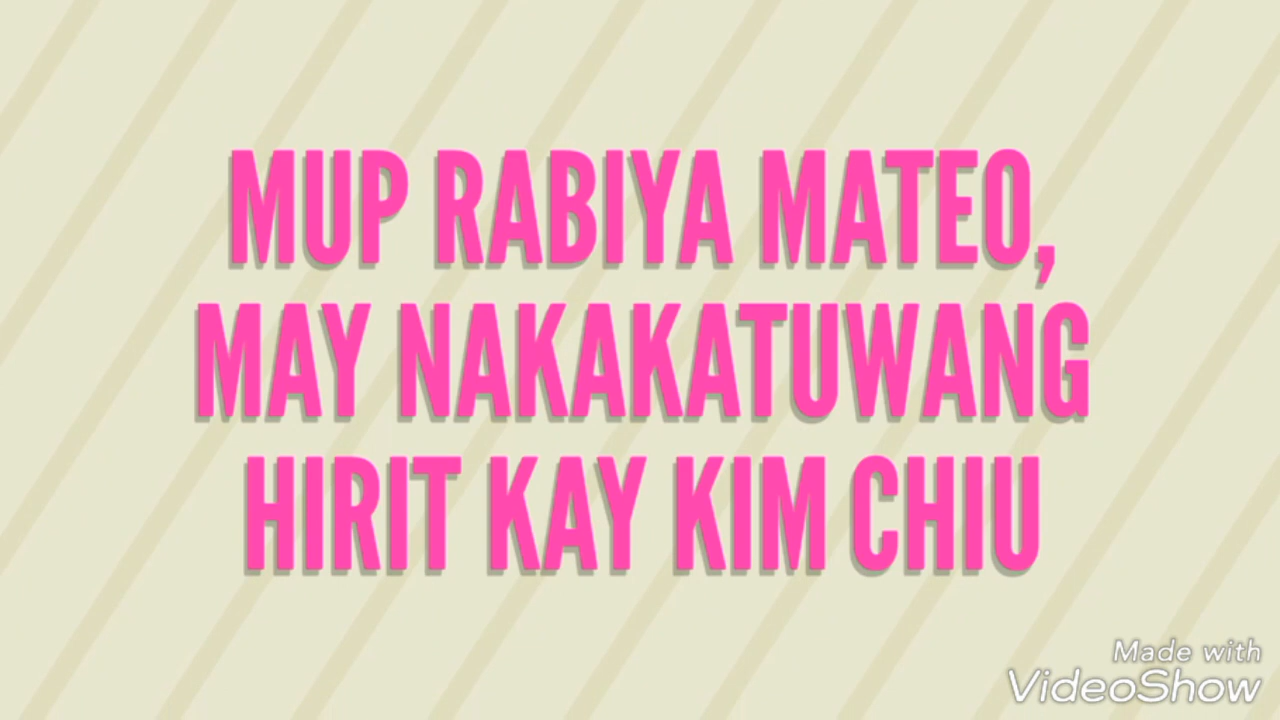 MUP RABIYA MATEO,
MAY NAKAKATUWANG
HIRIT KAY KIM CHIU
Made with
VideoShow